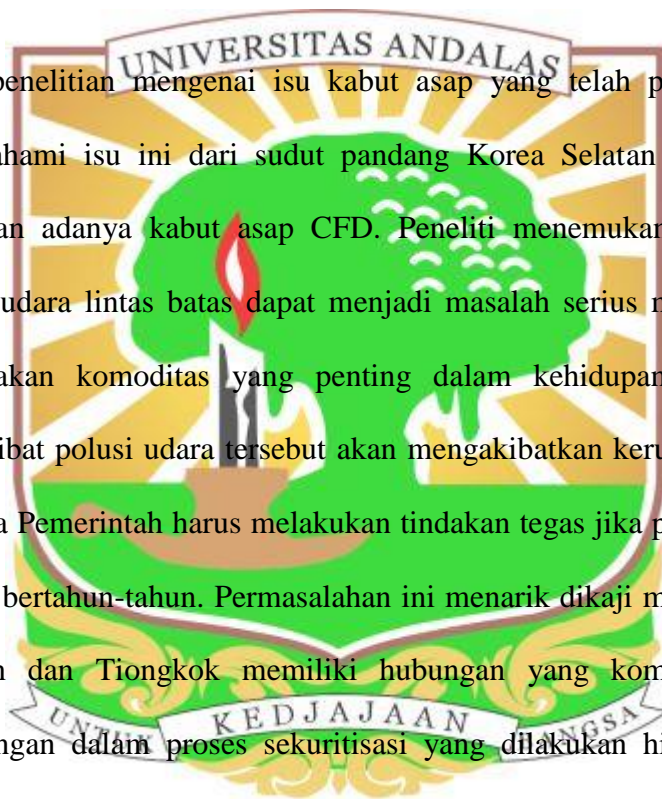 UNIVERSITAS ANDALAS
penelitian mengenai isu kabut asap yang telah p
ahami isu ini dari sudut pandang Korea Selatan
an adanya kabut asap CFD. Peneliti menemukan
udara lintas batas dapat menjadi masalah serius m
akan komoditas yang penting dalam kehidupan
ibat polusi udara tersebut akan mengakibatkan keru
a Pemerintah harus melakukan tindakan tegas jika p
bertahun-tahun. Permasalahan ini menarik dikaji m
n dan Tiongkok memiliki hubungan yang kom
UNTUK KEDJAJAAN BANGSA
ngan dalam proses sekuritisasi yang dilakukan hi